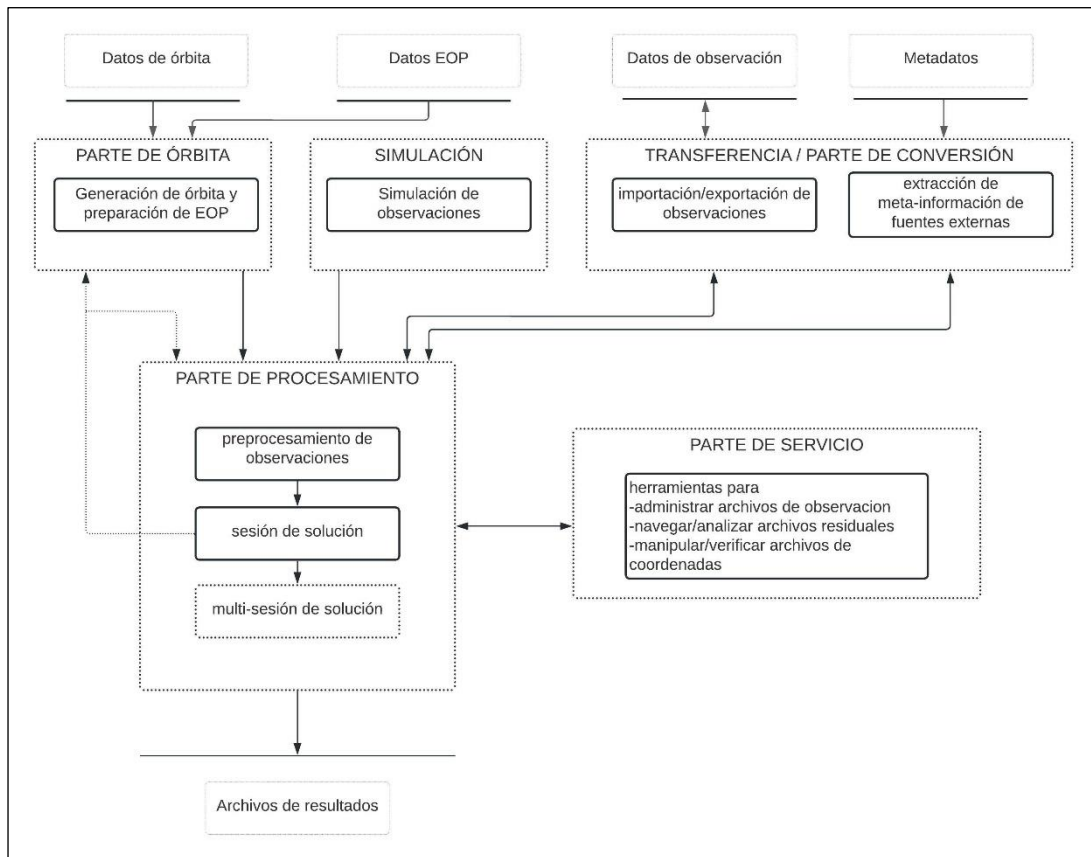 Datos de órbita
Datos EOP
Datos de observación
Metadatos
PARTE DE ÓRBITA
Generación de órbita y
preparación de EOP
SIMULACIÓN
Simulación de
observaciones
TRANSFERENCIA / PARTE DE CONVERSIÓN
importación/exportación de
observaciones
extracción de
meta-información de
fuentes externas
PARTE DE PROCESAMIENTO
preprocesamiento de
observaciones
sesión de solución
multi-sesión de solución
PARTE DE SERVICIO
herramientas para
-administrar archivos de observacion
-navegar/analizar archivos residuales
-manipular/verificar archivos de
coordenadas
Archivos de resultados